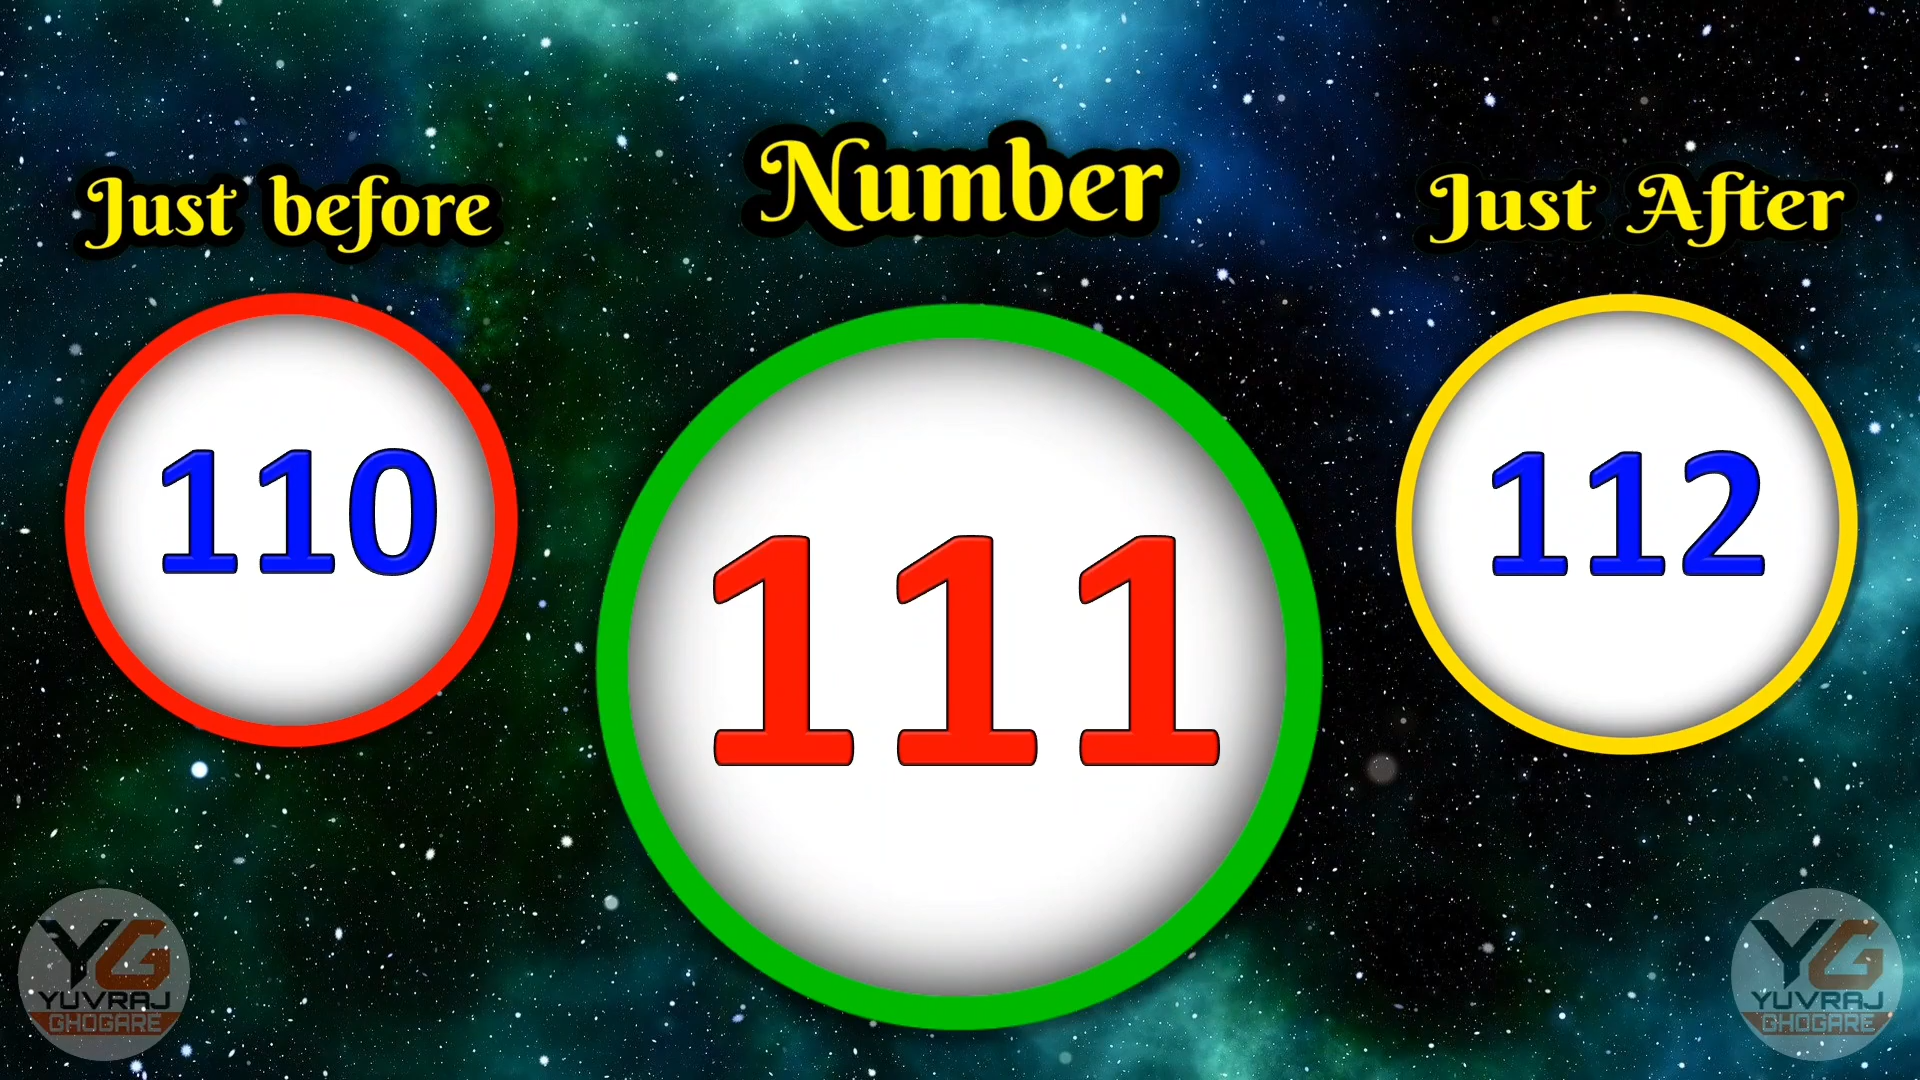 Just before
Number
Just After
110
111
112
YG
YUVRAJ
GHOGARE
YG
YUVRAJ
GHOGARE